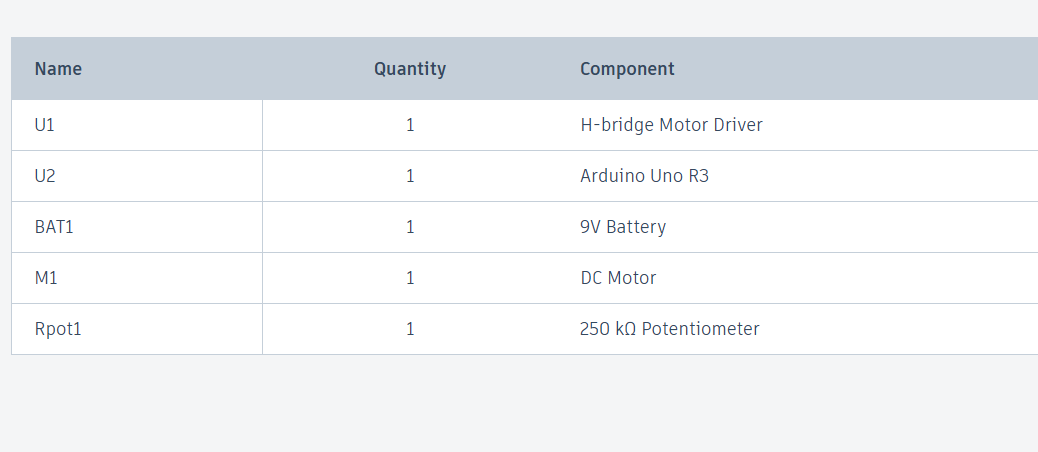 Name Quantity Component
U1 1 H-bridge Motor Driver
U2 1 Arduino Uno R3
BAT1 1 9V Battery
M1 1 DC Motor
Rpot1 1 250 kΩ Potentiometer